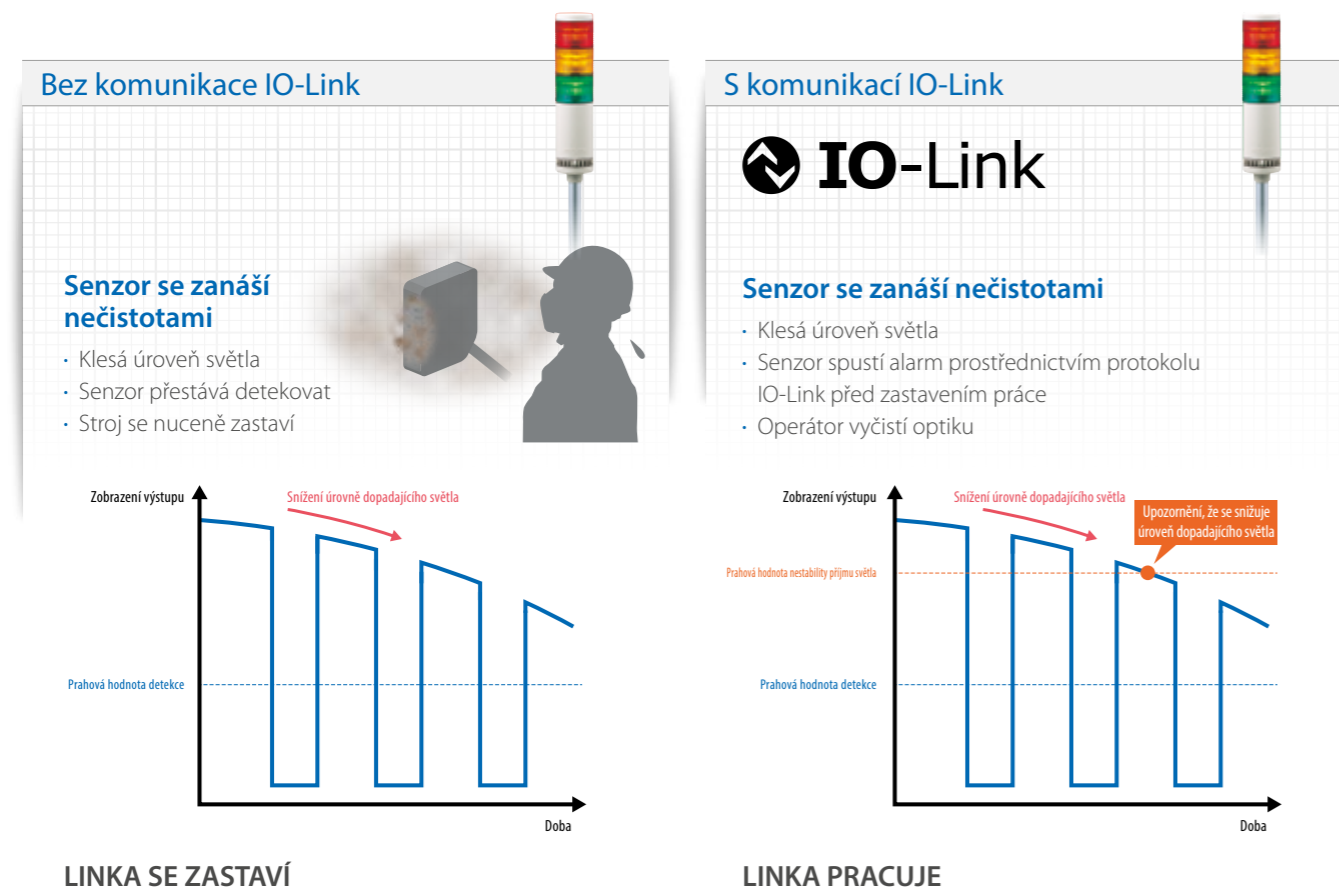 Bez komunikace IO-Link
Senzor se zanáší
nečistotami
· Klesá úroveň světla
· Senzor přestává detekovat
· Stroj se nuceně zastaví
Zobrazení výstupu
Snížení úrovně dopadajícího světla
Prahová hodnota detekce
Doba
LINKA SE ZASTAVÍ
S komunikací IO-Link
IO-Link
Senzor se zanáší nečistotami
· Klesá úroveň světla
· Senzor spustí alarm prostřednictvím protokolu
IO-Link před zastavením práce
· Operátor vyčistí optiku
Zobrazení výstupu
Snížení úrovně dopadajícího světla
Upozornění, že se snižuje
úroveň dopadajícího světla
Prahová hodnota nestability příjmu světla
Prahová hodnota detekce
Doba
LINKA PRACUJE